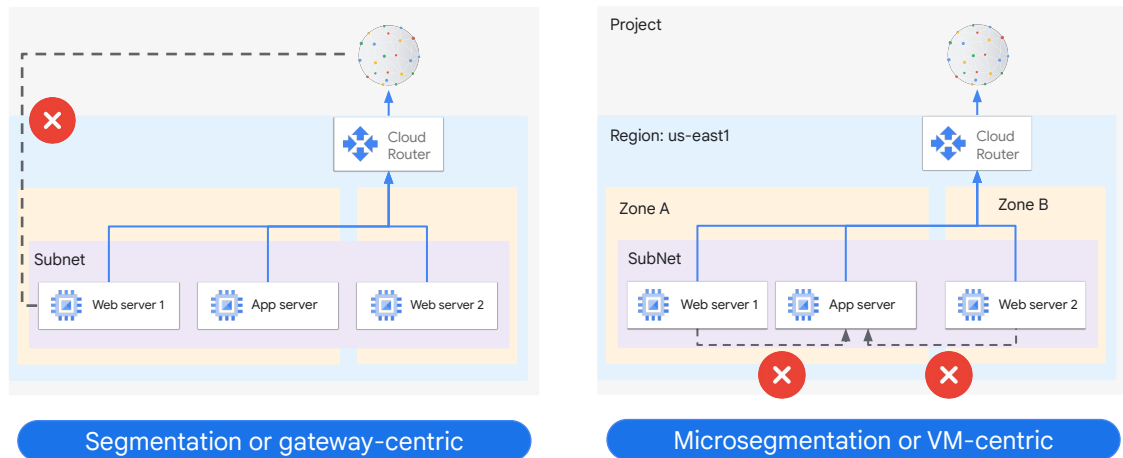 Cloud
Router
Subnet
Web server 1
App server
Web server 2
Segmentation or gateway-centric
Project
Region: us-east1
Cloud
Router
Zone A
Zone B
SubNet
Web server 1
App server
Web server 2
Microsegmentation or VM-centric